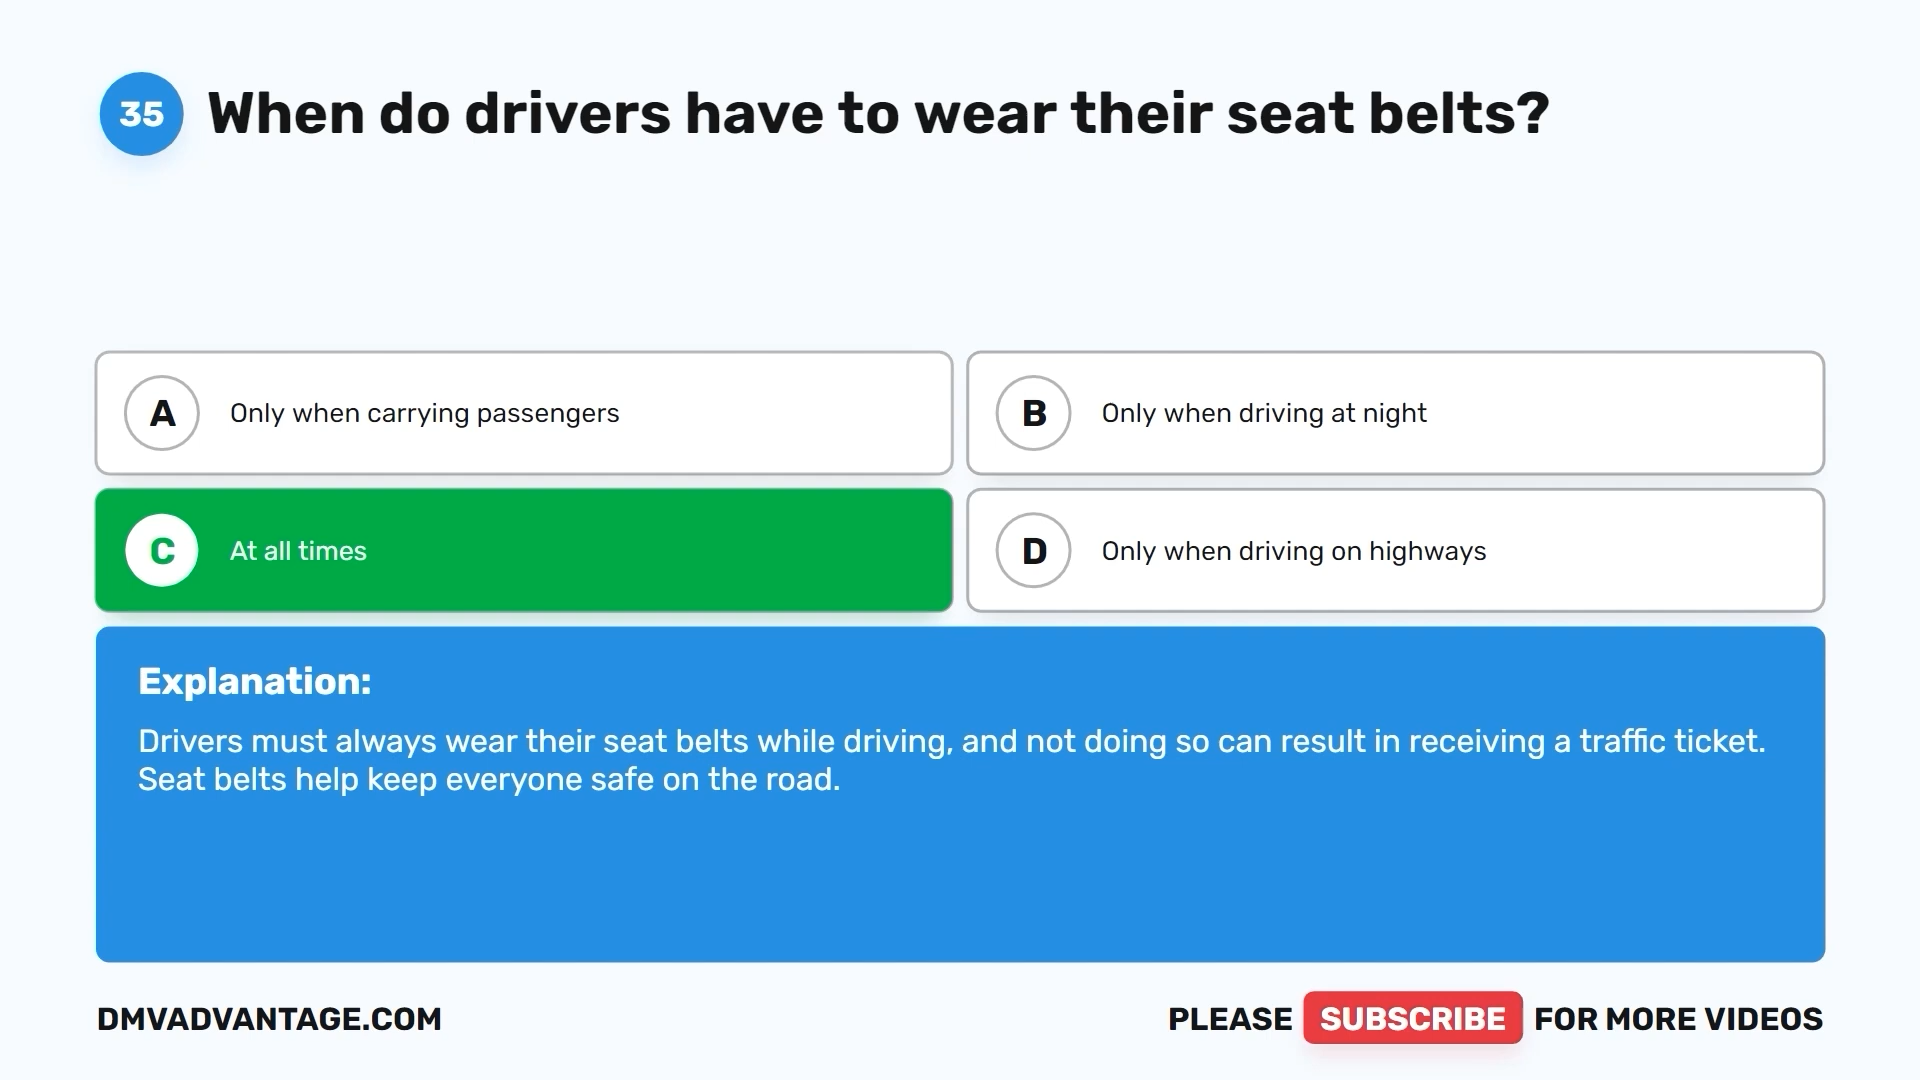 35 When do drivers have to wear their seat belts?
A Only when carrying passengers
B Only when driving at night
C At all times
D Only when driving on highways
Explanation:
Drivers must always wear their seat belts while driving, and not doing so can result in receiving a traffic ticket.
Seat belts help keep everyone safe on the road.
DMVADVANTAGE.COM
PLEASE SUBSCRIBE FOR MORE VIDEOS